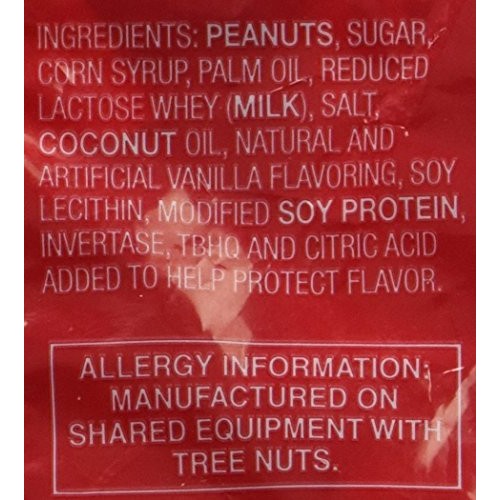 INGREDIENTS: PEANUTS, SUGAR,
CORN SYRUP, PALM OIL, REDUCED
LACTOSE WHEY (MILK), SALT,
COCONUT OIL, NATURAL AND
ARTIFICIAL VANILLA FLAVORING, SOY
LECITHIN, MODIFIED SOY PROTEIN,
INVERTASE, TBHQ AND CITRIC ACID
ADDED TO HELP PROTECT FLAVOR.
ALLERGY INFORMATION:
MANUFACTURED ON
SHARED EQUIPMENT WITH
TREE NUTS.